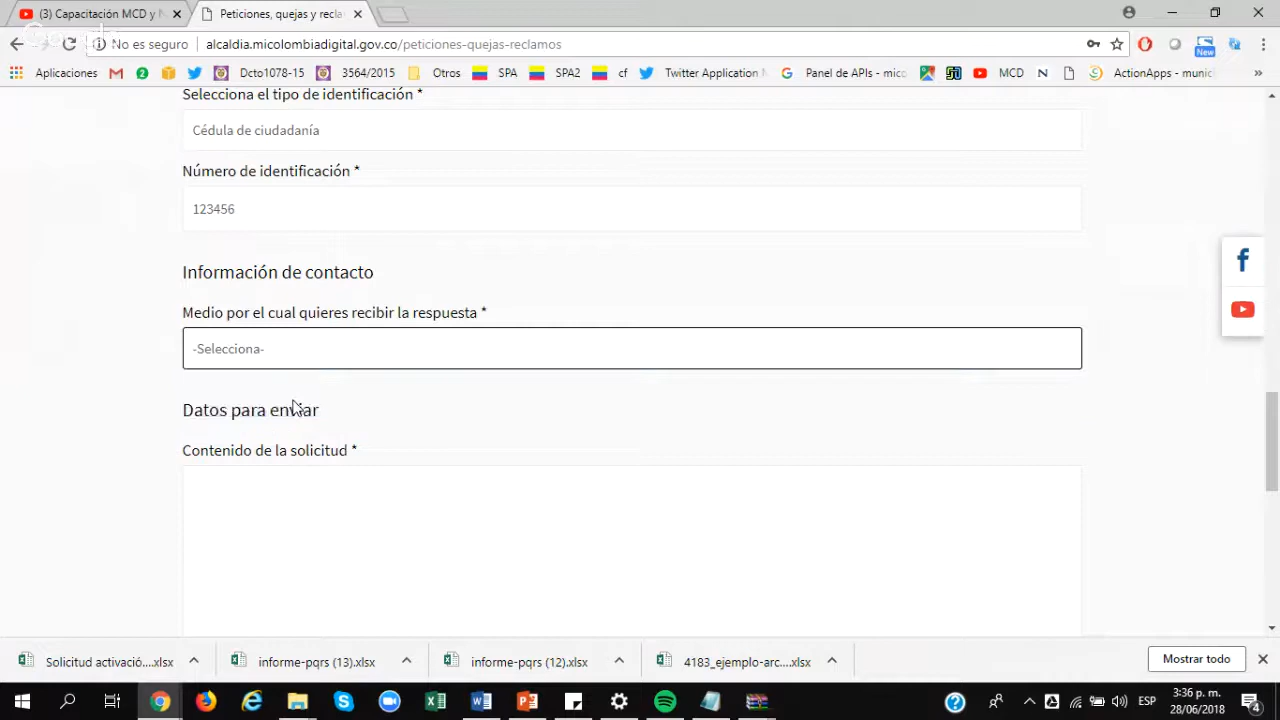 (3) Capacitación MCD y N
Peticiones, quejas y recla
No es seguro
alcaldia.micolombiadigital.gov.co/peticiones-quejas-reclamos
New
Aplicaciones
Dcto1078-15
3564/2015
Otros
SPA
SPA2
cf
Twitter Application
Panel de APIs - mico
MCD
ActionApps - munic
Selecciona el tipo de identificación *
Cédula de ciudadanía
Número de identificación *
123456
Información de contacto
Medio por el cual quieres recibir la respuesta *
-Selecciona-
Datos para enviar
Contenido de la solicitud *
Solicitud activació....xlsx
informe-pqrs (13).xlsx
informe-pqrs (12).xlsx
4183_ejemplo-arc....xlsx
Mostrar todo
ESP
3:36 p. m.
28/06/2018
4